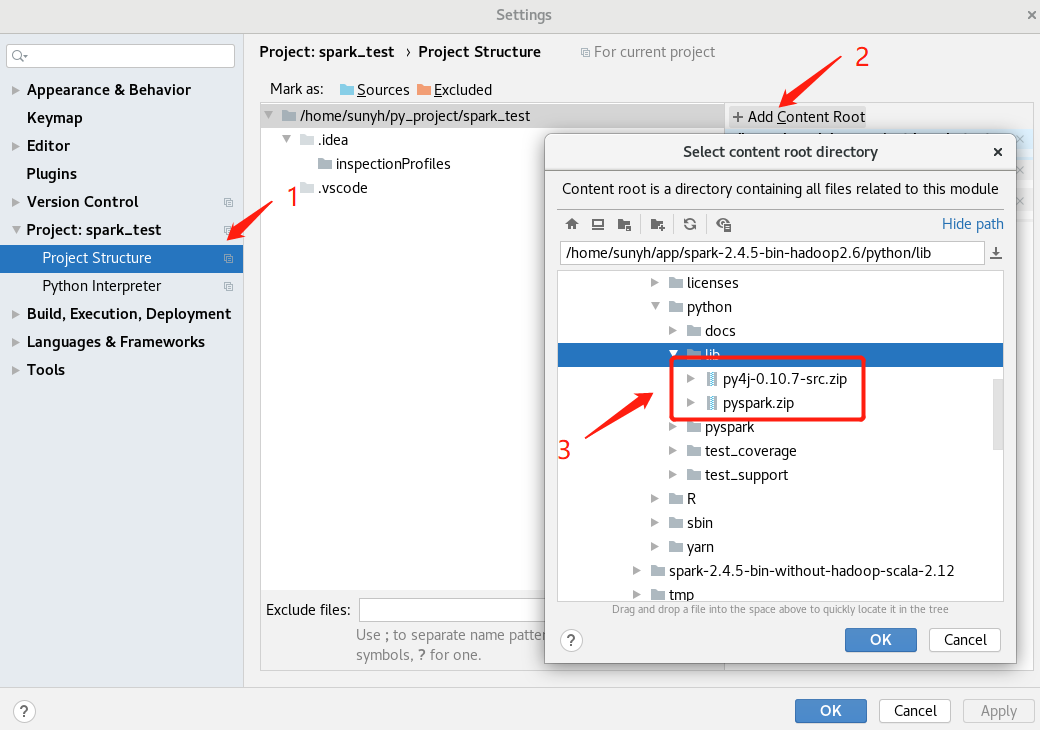 Settings
Project: spark_test › Project Structure
For current project
Appearance & Behavior
Keymap
Editor
Plugins
Version Control
Project: spark_test
Project Structure
Python Interpreter
Build, Execution, Deployment
Languages & Frameworks
Tools
1
Mark as: Sources Excluded
/home/sunyh/py_project/spark_test
.idea
inspectionProfiles
.vscode
2
+ Add Content Root
Select content root directory
Content root is a directory containing all files related to this module
Hide path
/home/sunyh/app/spark-2.4.5-bin-hadoop2.6/python/lib
licenses
python
docs
lib
py4j-0.10.7-src.zip
pyspark.zip
pyspark
test_coverage
test_support
R
sbin
yarn
spark-2.4.5-bin-without-hadoop-scala-2.12
tmp
3
Drag and drop a file into the space above to quickly locate it in the tree
? OK Cancel
Exclude files:
Use ; to separate name patter
symbols, ? for one.
? OK Cancel Apply